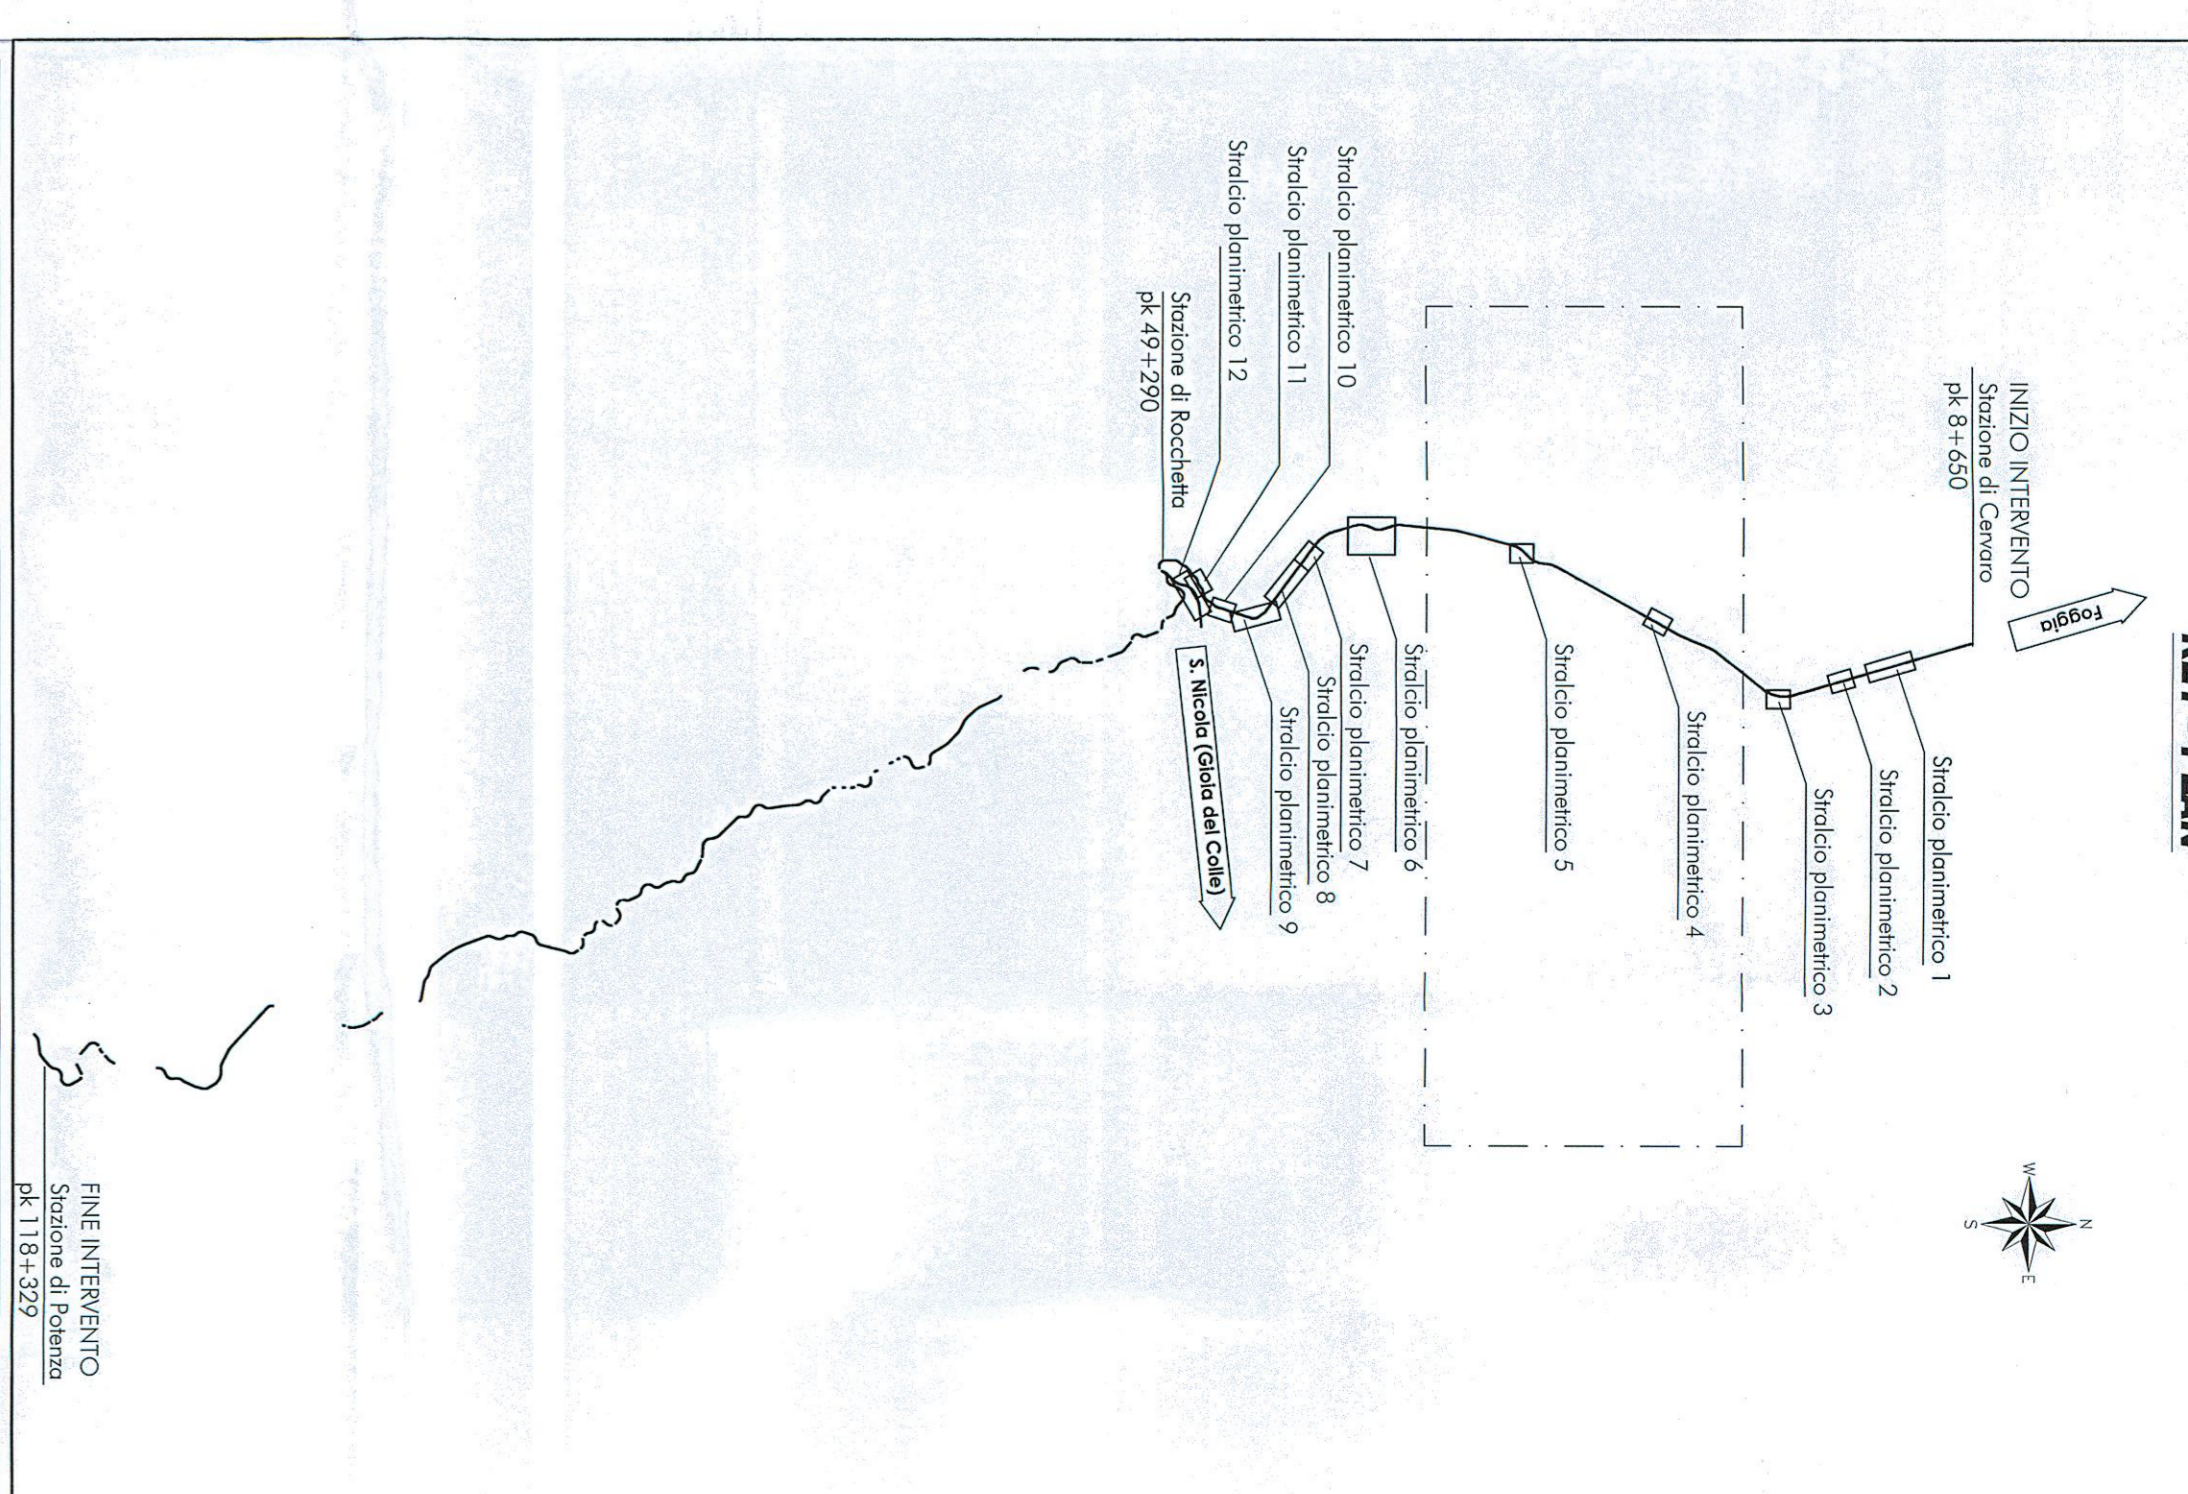 Foggia
INIZIO INTERVENTO
Stazione di Cervaro
pk 8+650
Stralcio planimetrico 1
Stralcio planimetrico 2
Stralcio planimetrico 3
Stralcio planimetrico 4
Stralcio planimetrico 5
Stralcio planimetrico 6
Stralcio planimetrico 7
Stralcio planimetrico 8
Stralcio planimetrico 9
Stralcio planimetrico 10
Stralcio planimetrico 11
Stralcio planimetrico 12
Stazione di Rocchetta
pk 49+290
S. Nicola (Gioia del Colle)
N
W
E
S
FINE INTERVENTO
Stazione di Potenza
pk 118+329